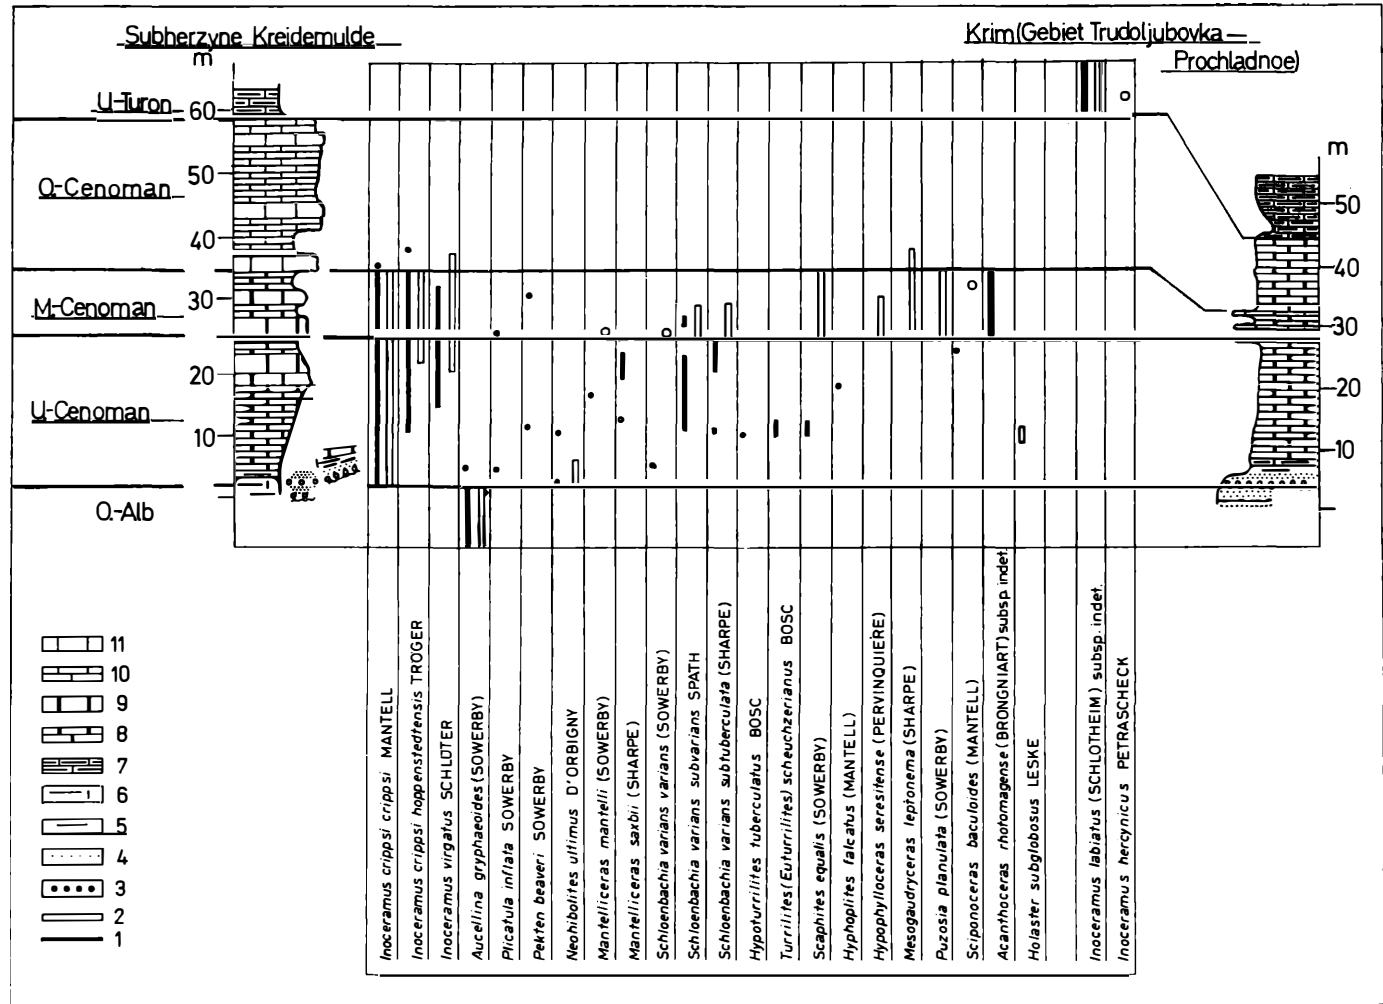 Subherzyne Kreidemulde
Krim(Gebiet Trudoljubovka—
Prochladnoe)
m
m
U-Turon
60
O.-Cenoman
50
50
40
40
M.-Cenoman
30
30
U.-Cenoman
20
20
10
10
O.-Alb
11
10
9
8
7
6
5
4
3
2
1
Inoceramus crippsi crippsi MANTELL
Inoceramus crippsi hoppenstedtensis TROGER
Inoceramus virgatus SCHLÜTER
Aucellina gryphaeoides (SOWERBY)
Plicatula inflata SOWERBY
Pekten beaveri SOWERBY
Neohibolites ultimus D'ORBIGNY
Mantelliceras mantelli (SOWERBY)
Mantelliceras saxbii (SHARPE)
Schloenbachia varians varians (SOWERBY)
Schloenbachia varians subvarians SPATH
Schloenbachia varians subtuberculata (SHARPE)
Hypoturrilites tuberculatus BOSC
Turrilites (Euturrilites) scheuchzerianus BOSC
Scaphites equalis (SOWERBY)
Hyphoplites falcatus (MANTELL)
Hypophylloceras seresitense (PERVINQUIÈRE)
Mesogaudryceras leptonema (SHARPE)
Puzosia planulata (SOWERBY)
Sciponoceras baculoides (MANTELL)
Acanthoceras rhotomagense (BRONGNIART) subsp. indet.
Holaster subglobosus LESKE
Inoceramus labiatus (SCHLOTHEIM) subsp. indet.
Inoceramus hercynicus PETRASCHECK